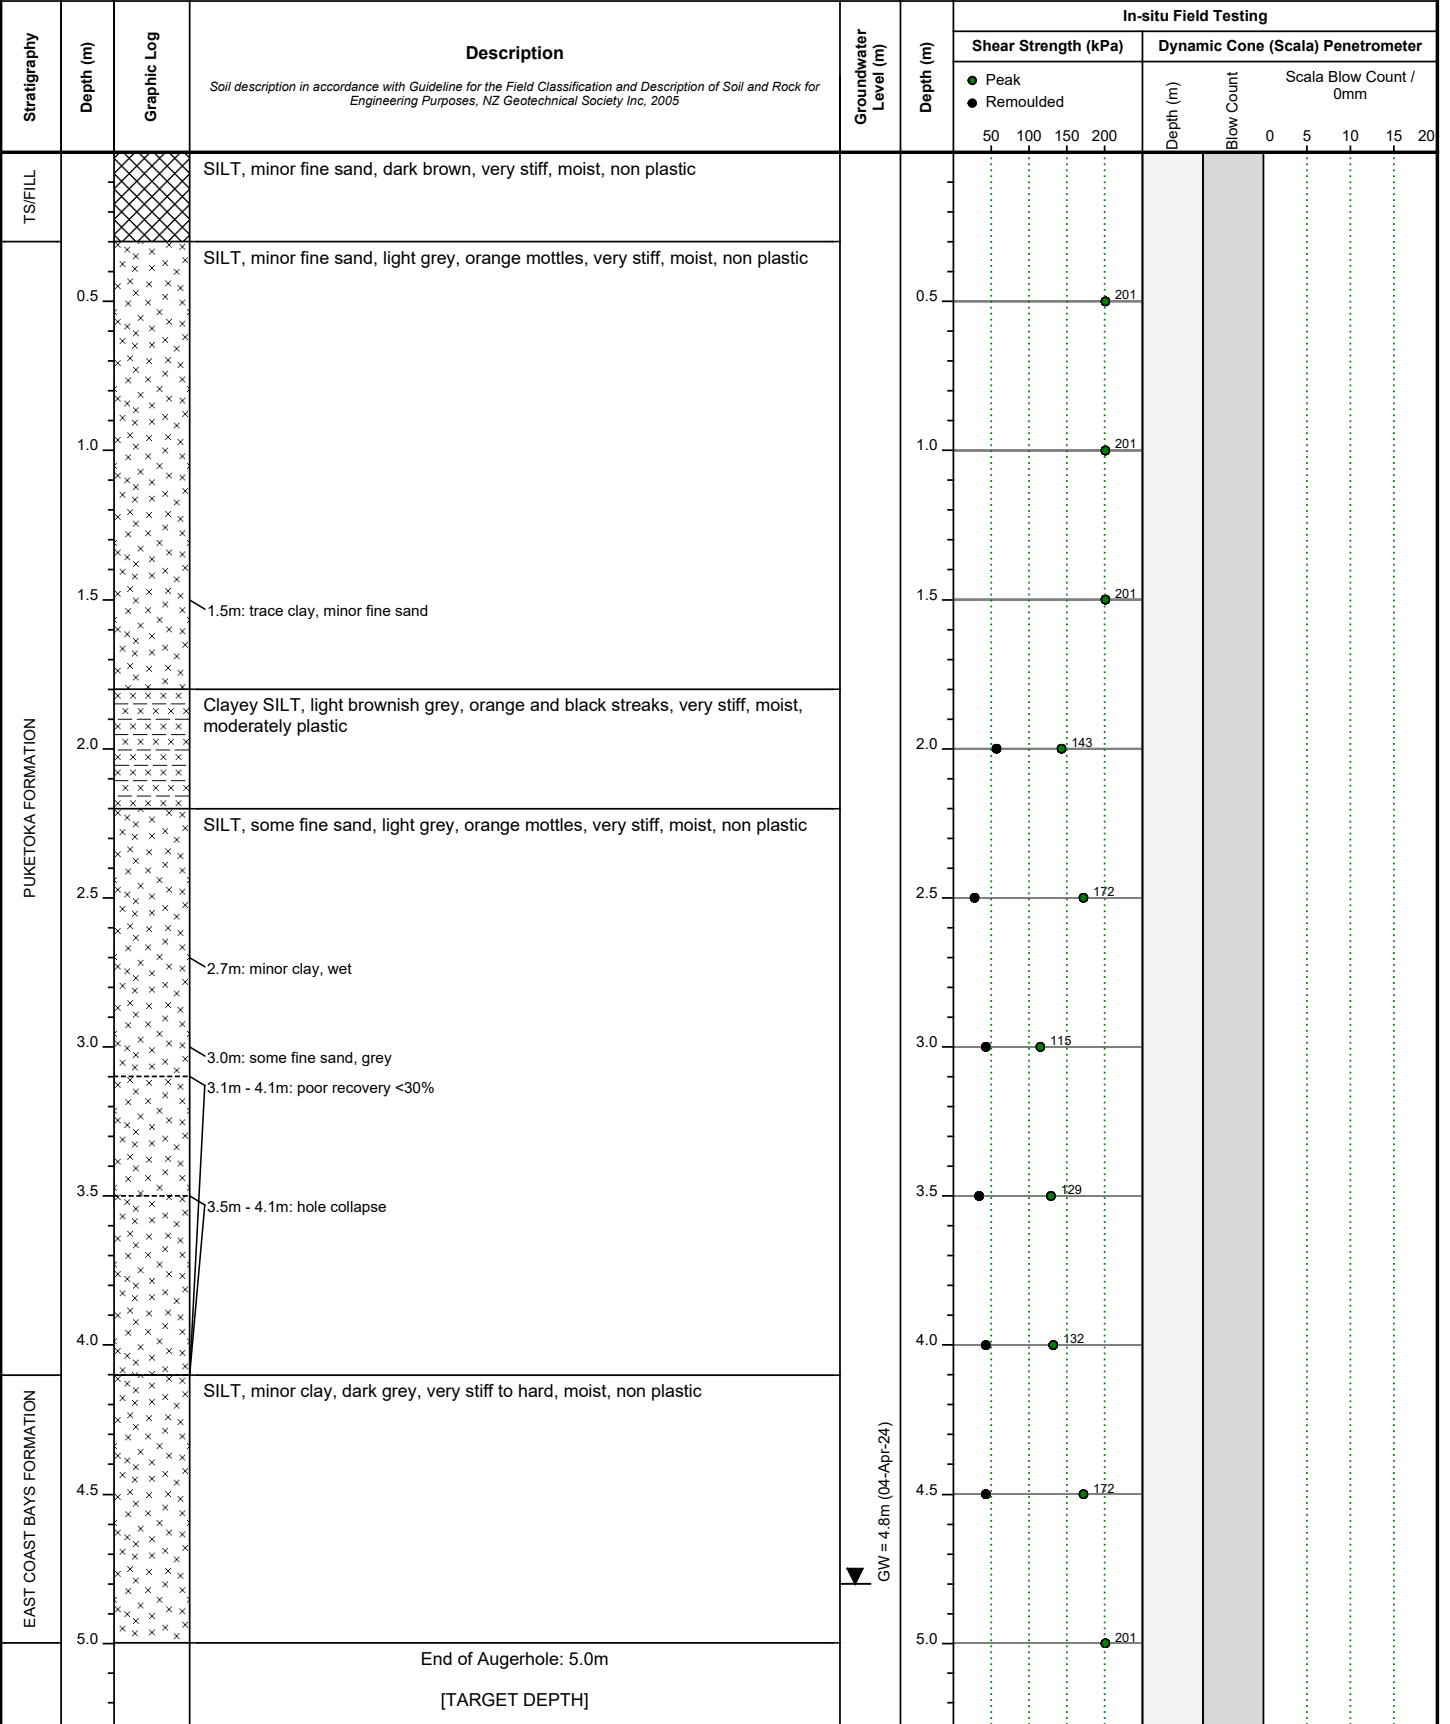 Stratigraphy
Depth (m)
Graphic Log
Description
Soil description in accordance with Guideline for the Field Classification and Description of Soil and Rock for
Engineering Purposes, NZ Geotechnical Society Inc, 2005
Groundwater
Level (m)
Depth (m)
In-situ Field Testing
Shear Strength (kPa)
Peak
Remoulded
50 100 150 200
Dynamic Cone (Scala) Penetrometer
Depth (m)
Blow Count
Scala Blow Count /
0mm
0 5 10 15 20
TS/FILL
SILT, minor fine sand, dark brown, very stiff, moist, non plastic
PUKETOKA FORMATION
SILT, minor fine sand, light grey, orange mottles, very stiff, moist, non plastic
0.5
0.5
201
1.0
1.0
201
1.5
1.5m: trace clay, minor fine sand
1.5
201
Clayey SILT, light brownish grey, orange and black streaks, very stiff, moist,
moderately plastic
2.0
2.0
143
SILT, some fine sand, light grey, orange mottles, very stiff, moist, non plastic
2.5
2.5
172
2.7m: minor clay, wet
3.0
3.0m: some fine sand, grey
3.0
115
3.1m - 4.1m: poor recovery <30%
3.5
3.5m - 4.1m: hole collapse
3.5
129
4.0
4.0
132
EAST COAST BAYS FORMATION
SILT, minor clay, dark grey, very stiff to hard, moist, non plastic
4.5
4.5
172
GW = 4.8m (04-Apr-24)
5.0
5.0
201
End of Augerhole: 5.0m
[TARGET DEPTH]